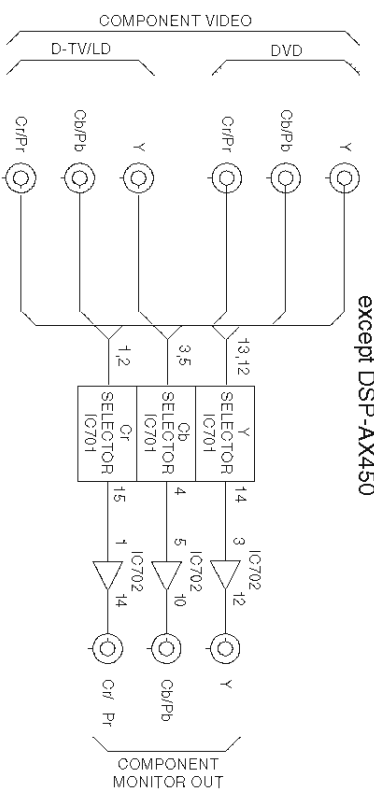 COMPONENT VIDEO
D-TV/LD
DVD
Cr/Pr
Cb/Pb
Y
Cr/Pr
Cb/Pb
Y
except DSP-AX450
1,2
3,5
13,12
Cr
SELECTOR
IC701
Cb
SELECTOR
IC701
Y
SELECTOR
IC701
15
4
14
1
5
3
IC702
IC702
IC702
14
10
12
Cr/ Pr
Cb/Pb
Y
COMPONENT
MONITOR OUT